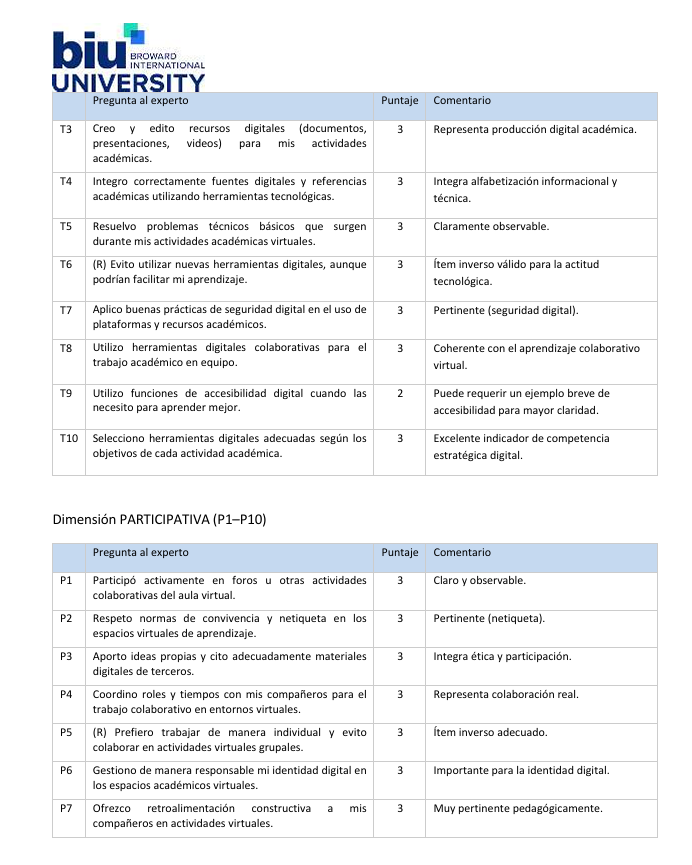 biu
BROWARD
INTERNATIONAL
UNIVERSITY
Pregunta al experto Puntaje Comentario
T3 Creo y edito recursos digitales (documentos, 3 Representa producción digital académica.
presentaciones, videos) para mis actividades
académicas.
T4 Integro correctamente fuentes digitales y referencias 3 Integra alfabetización informacional y
académicas utilizando herramientas tecnológicas. técnica.
T5 Resuelvo problemas técnicos básicos que surgen 3 Claramente observable.
durante mis actividades académicas virtuales.
T6 (R) Evito utilizar nuevas herramientas digitales, aunque 3 Ítem inverso válido para la actitud
podrían facilitar mi aprendizaje. tecnológica.
T7 Aplico buenas prácticas de seguridad digital en el uso de 3 Pertinente (seguridad digital).
plataformas y recursos académicos.
T8 Utilizo herramientas digitales colaborativas para el 3 Coherente con el aprendizaje colaborativo
trabajo académico en equipo. virtual.
T9 Utilizo funciones de accesibilidad digital cuando las 2 Puede requerir un ejemplo breve de
necesito para aprender mejor. accesibilidad para mayor claridad.
T10 Selecciono herramientas digitales adecuadas según los 3 Excelente indicador de competencia
objetivos de cada actividad académica. estratégica digital.
Dimensión PARTICIPATIVA (P1–P10)
Pregunta al experto Puntaje Comentario
P1 Participó activamente en foros u otras actividades 3 Claro y observable.
colaborativas del aula virtual.
P2 Respeto normas de convivencia y netiqueta en los 3 Pertinente (netiqueta).
espacios virtuales de aprendizaje.
P3 Aporto ideas propias y cito adecuadamente materiales 3 Integra ética y participación.
digitales de terceros.
P4 Coordino roles y tiempos con mis compañeros para el 3 Representa colaboración real.
trabajo colaborativo en entornos virtuales.
P5 (R) Prefiero trabajar de manera individual y evito 3 Ítem inverso adecuado.
colaborar en actividades virtuales grupales.
P6 Gestiono de manera responsable mi identidad digital en 3 Importante para la identidad digital.
los espacios académicos virtuales.
P7 Ofrezco retroalimentación constructiva a mis 3 Muy pertinente pedagógicamente.
compañeros en actividades virtuales.